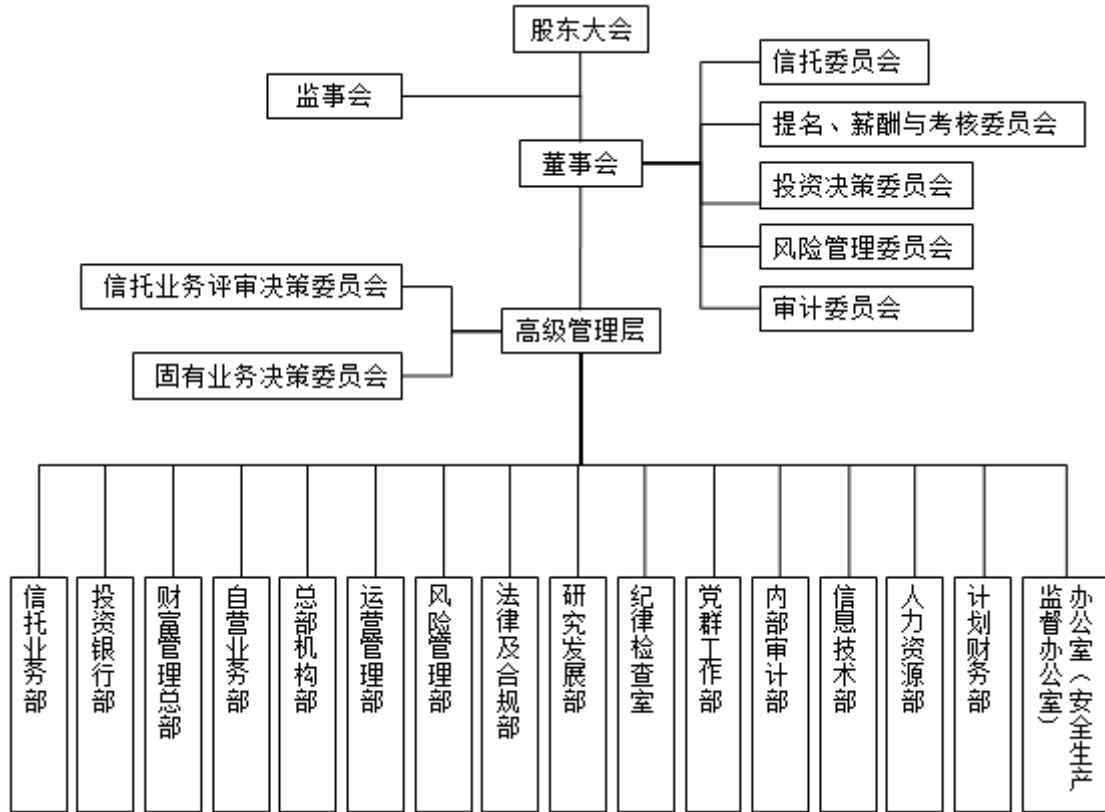 股东大会
监事会
信托委员会
提名、薪酬与考核委员会
董事会
投资决策委员会
风险管理委员会
信托业务评审决策委员会
审计委员会
高级管理层
固有业务决策委员会
信托业务部
投资银行部
财富管理总部
自营业务部
总部机构部
运营管理部
风险管理部
法律及合规部
研究发展部
纪律检查室
党群工作部
内部审计部
信息技术部
人力资源部
计划财务部
办公室（安全生产
监督办公室）